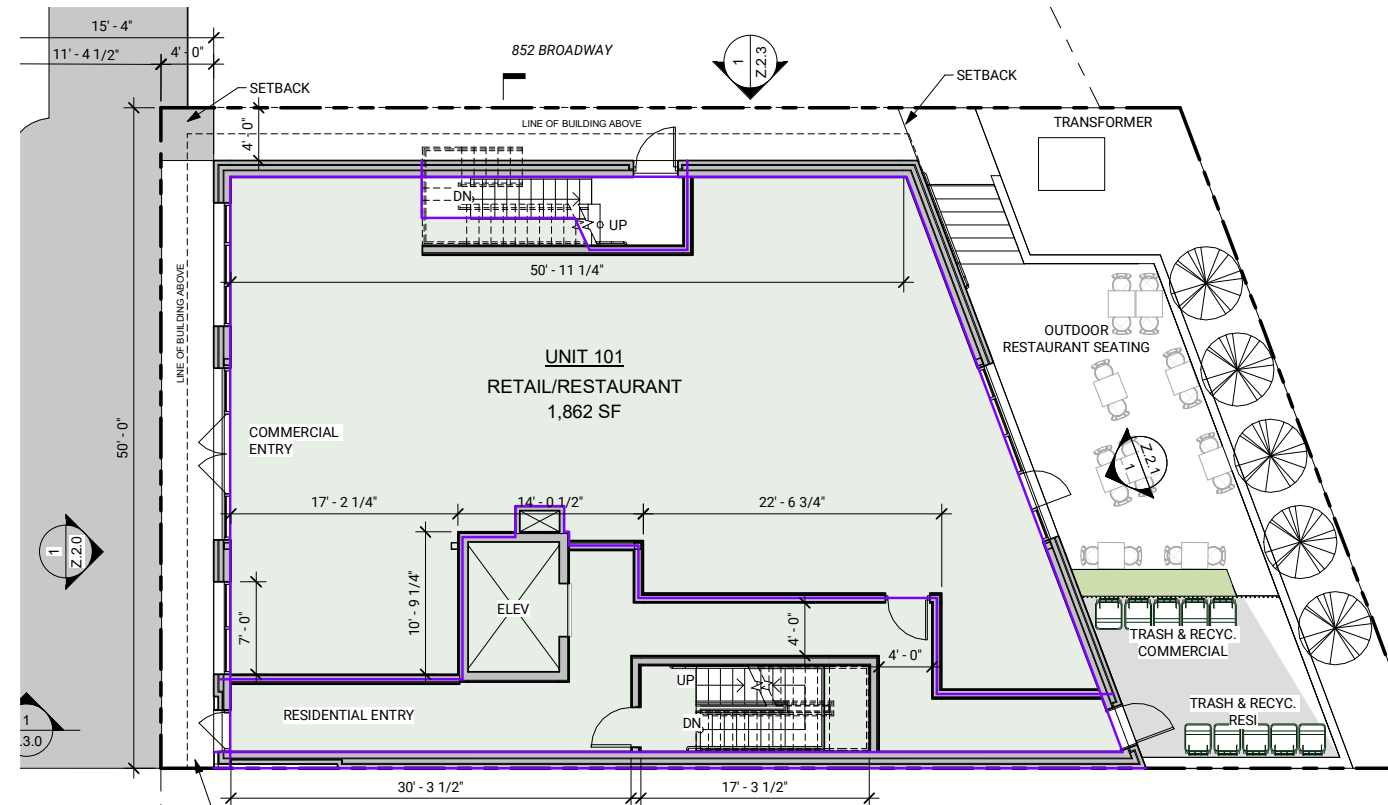 15' - 4"
11' - 4 1/2"
4' - 0"
852 BROADWAY
1
Z.2.3
SETBACK
SETBACK
4' - 0"
LINE OF BUILDING ABOVE
TRANSFORMER
DN
UP
50' - 11 1/4"
LINE OF BUILDING ABOVE
OUTDOOR
RESTAURANT SEATING
UNIT 101
RETAIL/RESTAURANT
1,862 SF
COMMERCIAL
ENTRY
50' - 0"
1
Z.2.1
17' - 2 1/4"
14' - 0 1/2"
22' - 6 3/4"
1
Z.2.0
10' - 9 1/4"
ELEV
7' - 0"
4' - 0"
4' - 0"
TRASH & RECYC.
COMMERCIAL
UP
DN
RESIDENTIAL ENTRY
TRASH & RECYC.
RESI
1
.3.0
30' - 3 1/2"
17' - 3 1/2"